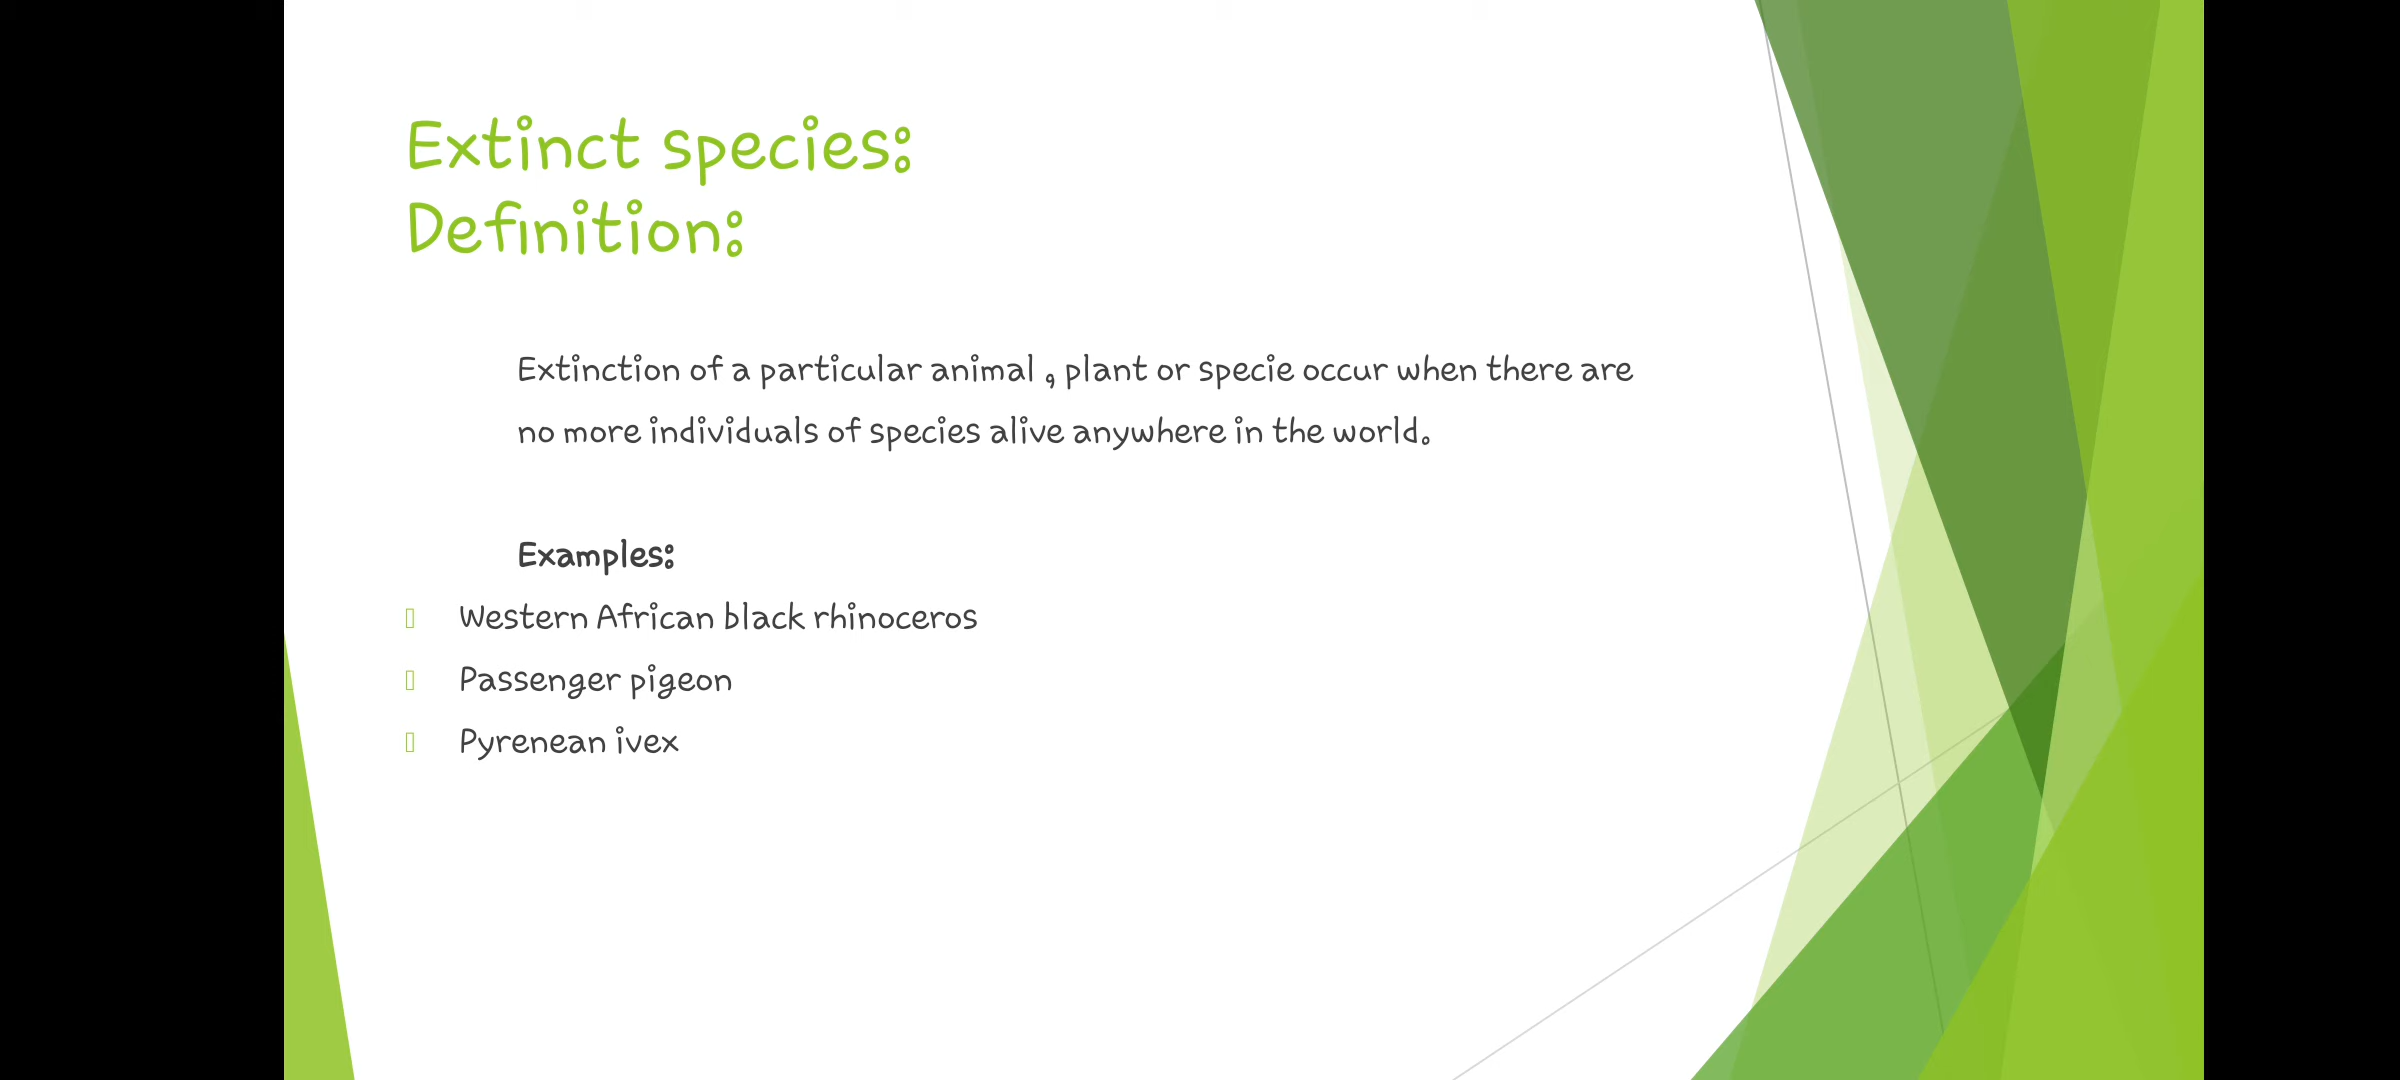 Extinct species:
Definition:
Extinction of a particular animal , plant or specie occur when there are
no more individuals of species alive anywhere in the world.
Examples:
Western African black rhinoceros
Passenger pigeon
Pyrenean ivex